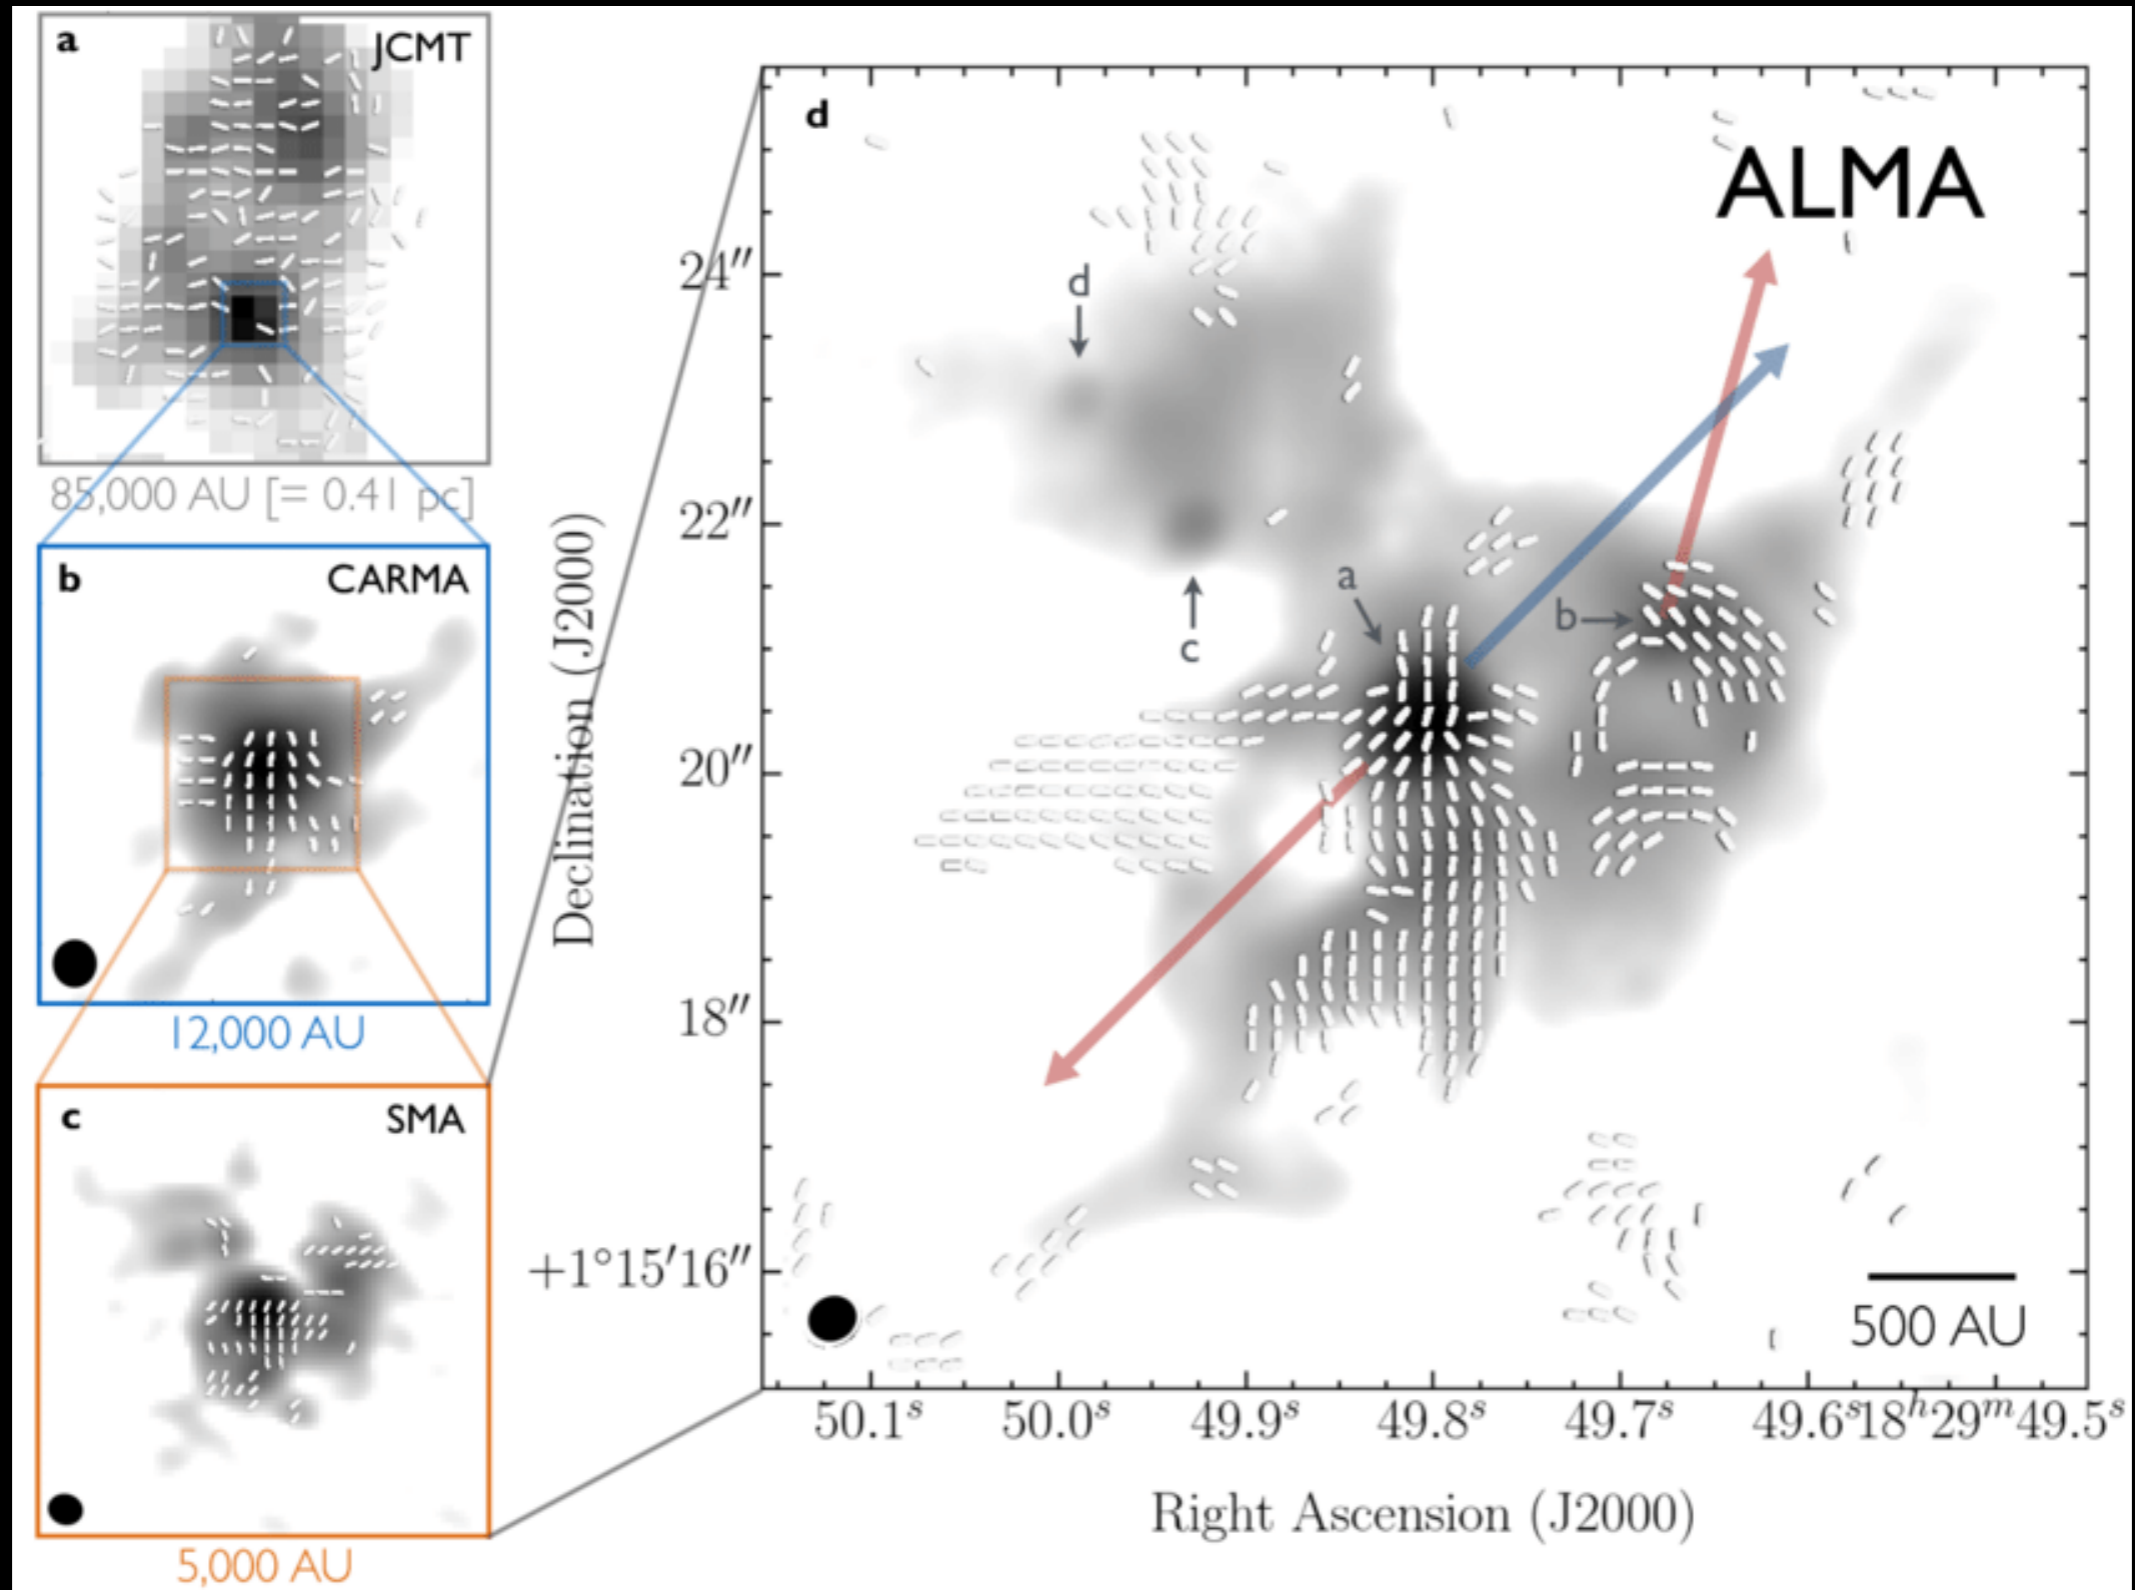 a
JCMT
85,000 AU [= 0.41 pc]
b
CARMA
12,000 AU
c
SMA
5,000 AU
d
ALMA
d
c
a
b
24″
22″
20″
18″
+1°15′16″
Declination (J2000)
500 AU
50.1ˢ 50.0ˢ 49.9ˢ 49.8ˢ 49.7ˢ 49.6ˢ18ʰ29ᵐ49.5ˢ
Right Ascension (J2000)